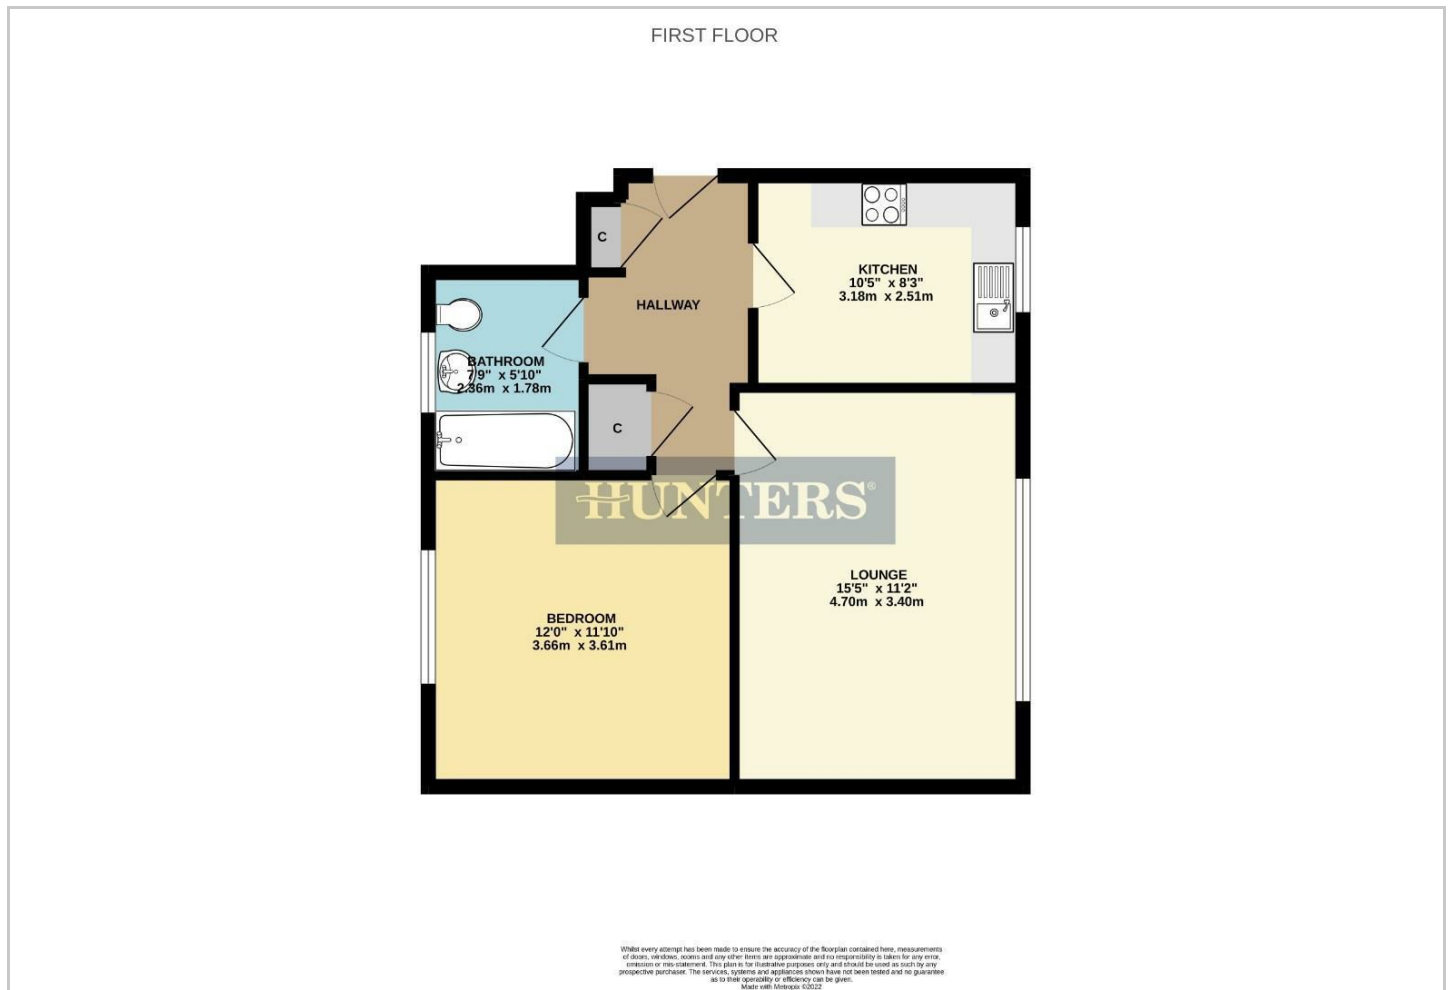 FIRST FLOOR
C
KITCHEN
10'5" x 8'3"
3.18m x 2.51m
HALLWAY
BATHROOM
7'9" x 5'10"
2.36m x 1.78m
C
HUNTERS®
LOUNGE
15'5" x 11'2"
4.70m x 3.40m
BEDROOM
12'0" x 11'10"
3.66m x 3.61m
Whilst every attempt has been made to ensure the accuracy of the floorplan contained here, measurements
of doors, windows, rooms and any other items are approximate and no responsibility is taken for any error,
omission or mis-statement. This plan is for illustrative purposes only and should be used as such by any
prospective purchaser. The services, systems and appliances shown have not been tested and no guarantee
as to their operability or efficiency can be given.
Made with Metropix ©2022